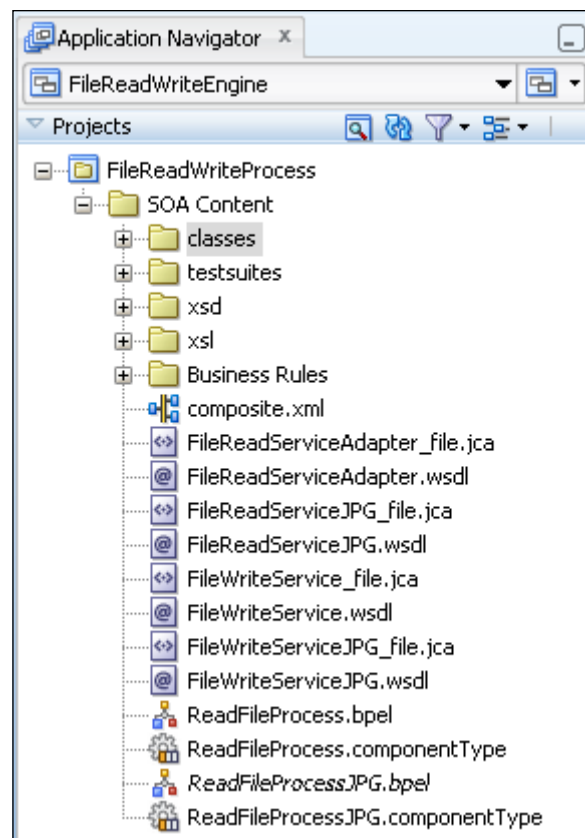 Application Navigator
FileReadWriteEngine
Projects
FileReadWriteProcess
SOA Content
classes
testsuites
xsd
xsl
Business Rules
composite.xml
FileReadServiceAdapter_file.jca
FileReadServiceAdapter.wsdl
FileReadServiceJPG_file.jca
FileReadServiceJPG.wsdl
FileWriteService_file.jca
FileWriteService.wsdl
FileWriteServiceJPG_file.jca
FileWriteServiceJPG.wsdl
ReadFileProcess.bpel
ReadFileProcess.componentType
ReadFileProcessJPG.bpel
ReadFileProcessJPG.componentType